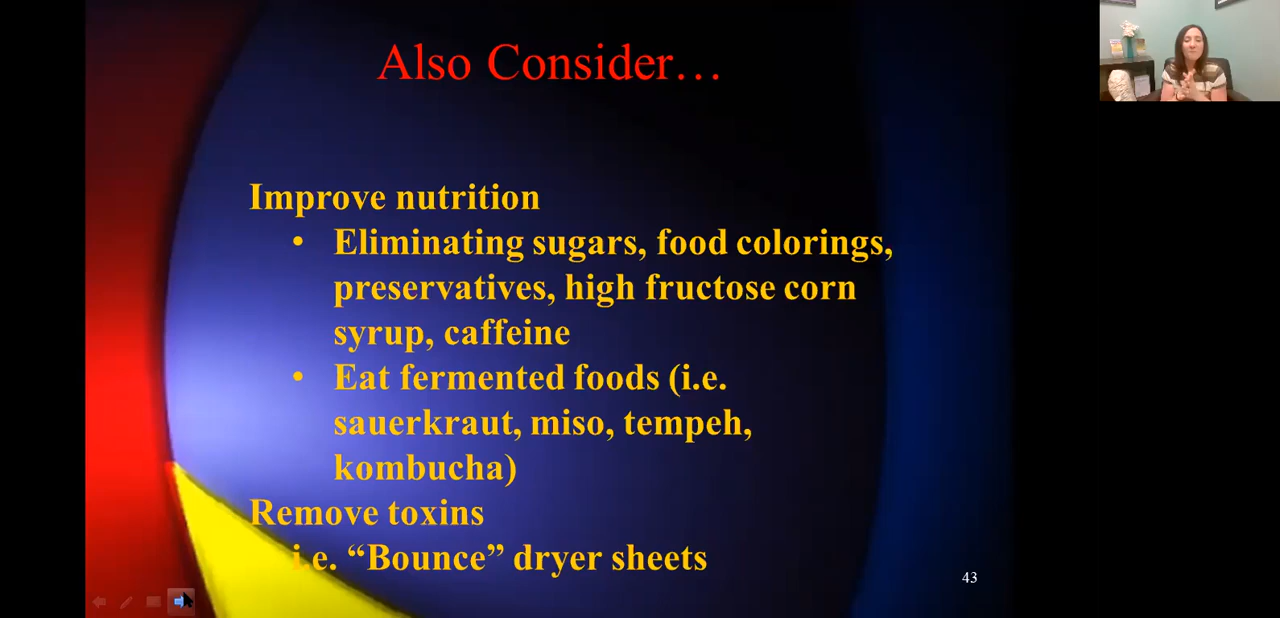 Also Consider…
Improve nutrition
• Eliminating sugars, food colorings,
preservatives, high fructose corn
syrup, caffeine
• Eat fermented foods (i.e.
sauerkraut, miso, tempeh,
kombucha)
Remove toxins
i.e. “Bounce” dryer sheets
43